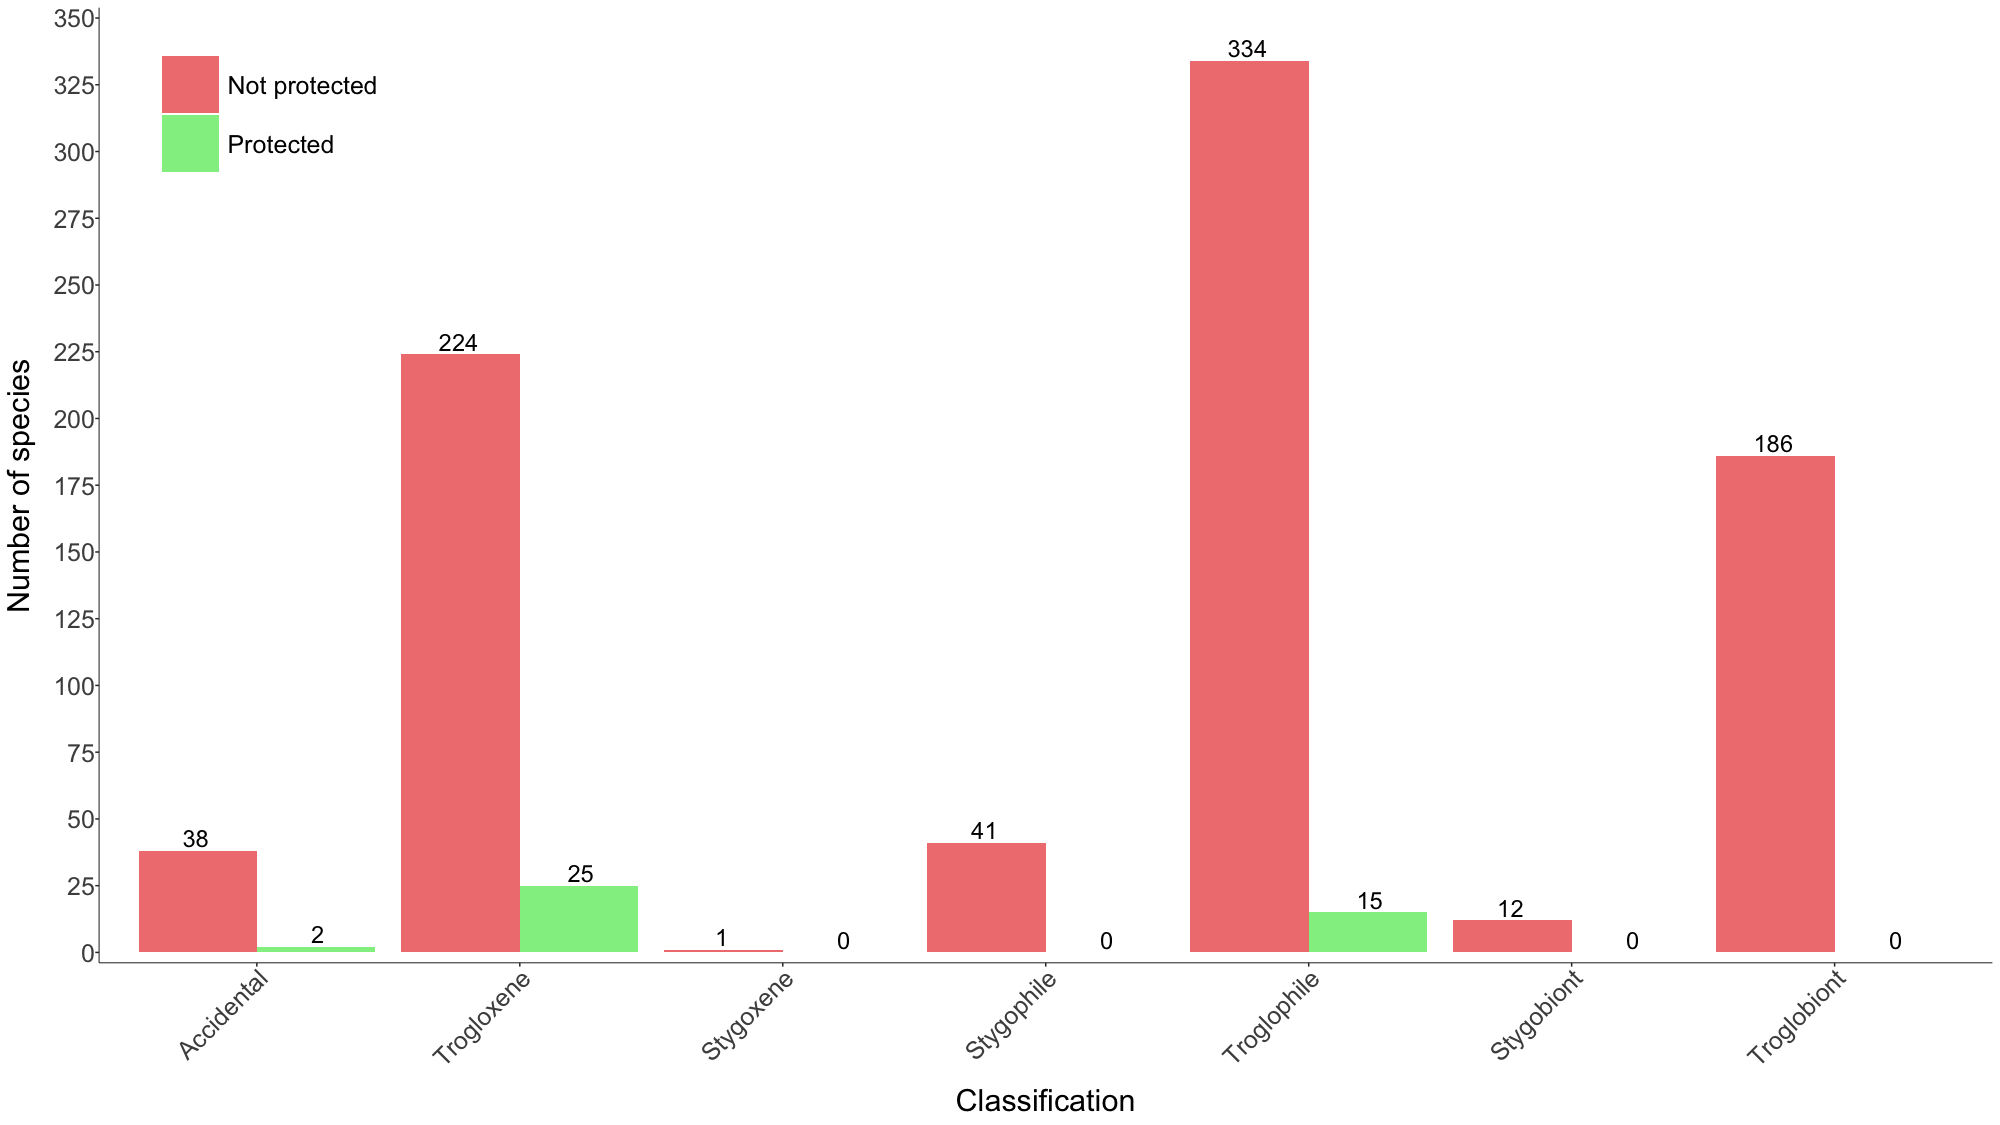 350
325
300
275
250
225
200
175
150
125
100
75
50
25
0
Number of species
Not protected
Protected
38
2
224
25
1
0
41
0
334
15
12
0
186
0
Accidental
Trogloxene
Stygoxene
Stygophile
Troglophile
Stygobiont
Troglobiont
Classification